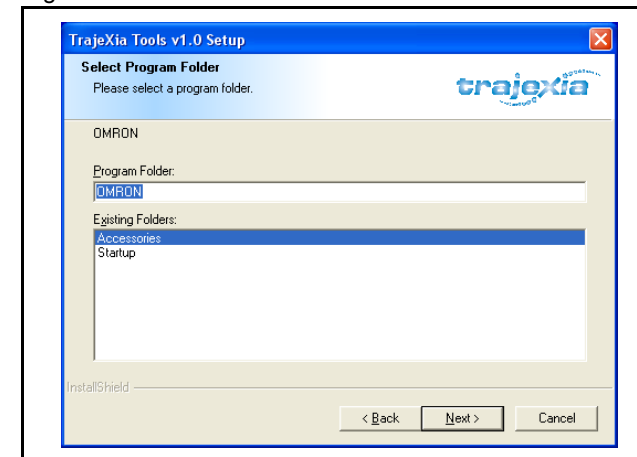 TrajeXia Tools v1.0 Setup
Select Program Folder
Please select a program folder.
trajexia
OMRON
Program Folder:
OMRON
Existing Folders:
Accessories
Startup
InstallShield
< Back
Next >
Cancel